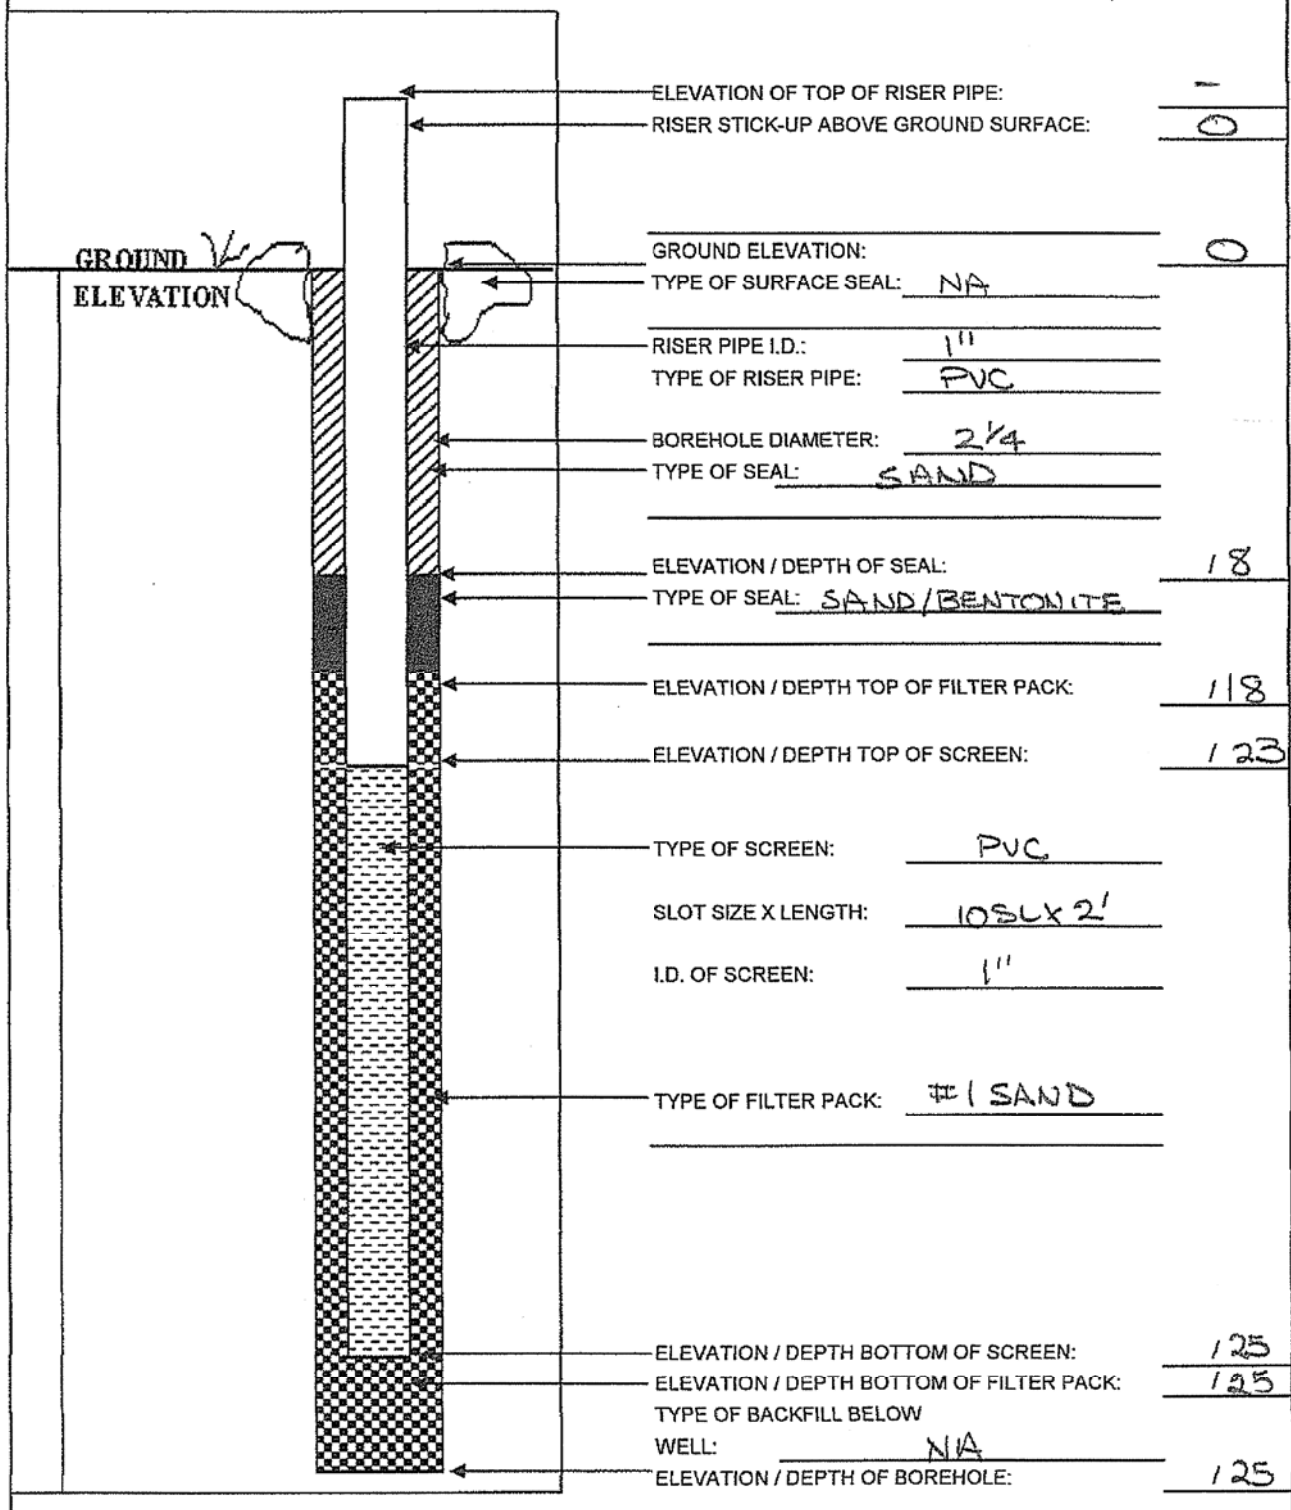 ELEVATION OF TOP OF RISER PIPE: -
RISER STICK-UP ABOVE GROUND SURFACE: 0
GROUND ELEVATION
GROUND ELEVATION: 0
TYPE OF SURFACE SEAL: NA
RISER PIPE I.D.: 1"
TYPE OF RISER PIPE: PVC
BOREHOLE DIAMETER: 2 1/4
TYPE OF SEAL: SAND
ELEVATION / DEPTH OF SEAL: / 8
TYPE OF SEAL: SAND/BENTONITE
ELEVATION / DEPTH TOP OF FILTER PACK: /18
ELEVATION / DEPTH TOP OF SCREEN: / 23
TYPE OF SCREEN: PVC
SLOT SIZE X LENGTH: 10SLX2'
I.D. OF SCREEN: 1"
TYPE OF FILTER PACK: #1 SAND
ELEVATION / DEPTH BOTTOM OF SCREEN: / 25
ELEVATION / DEPTH BOTTOM OF FILTER PACK: / 25
TYPE OF BACKFILL BELOW
WELL: NA
ELEVATION / DEPTH OF BOREHOLE: / 25